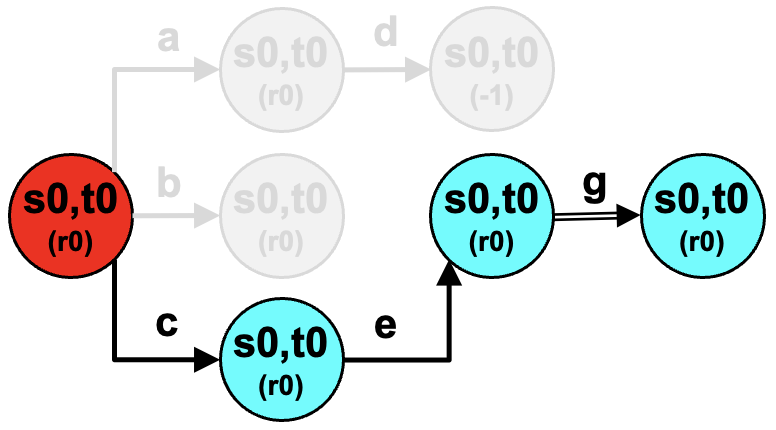 a
s0,t0
(r0)
d
s0,t0
(-1)
s0,t0
(r0)
b
s0,t0
(r0)
s0,t0
(r0)
g
s0,t0
(r0)
c
s0,t0
(r0)
e